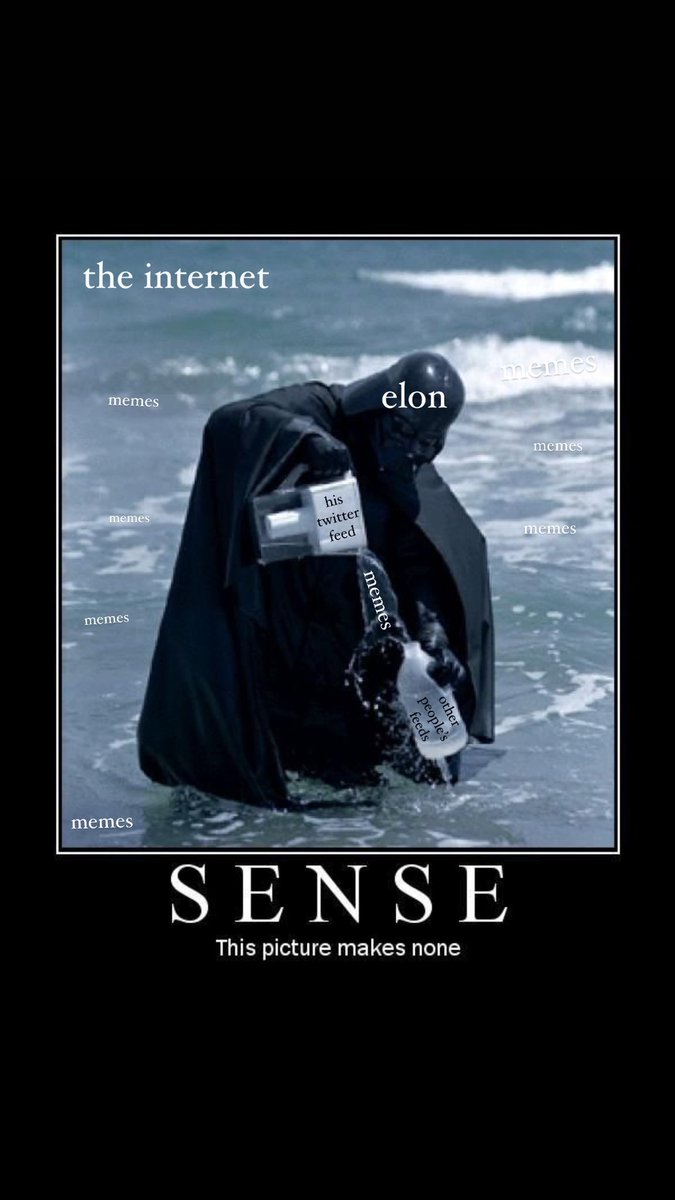 the internet
memes
elon
memes
memes
his
twitter
feed
memes
memes
memes
memes
other
people's
feeds
memes
SENSE
This picture makes none